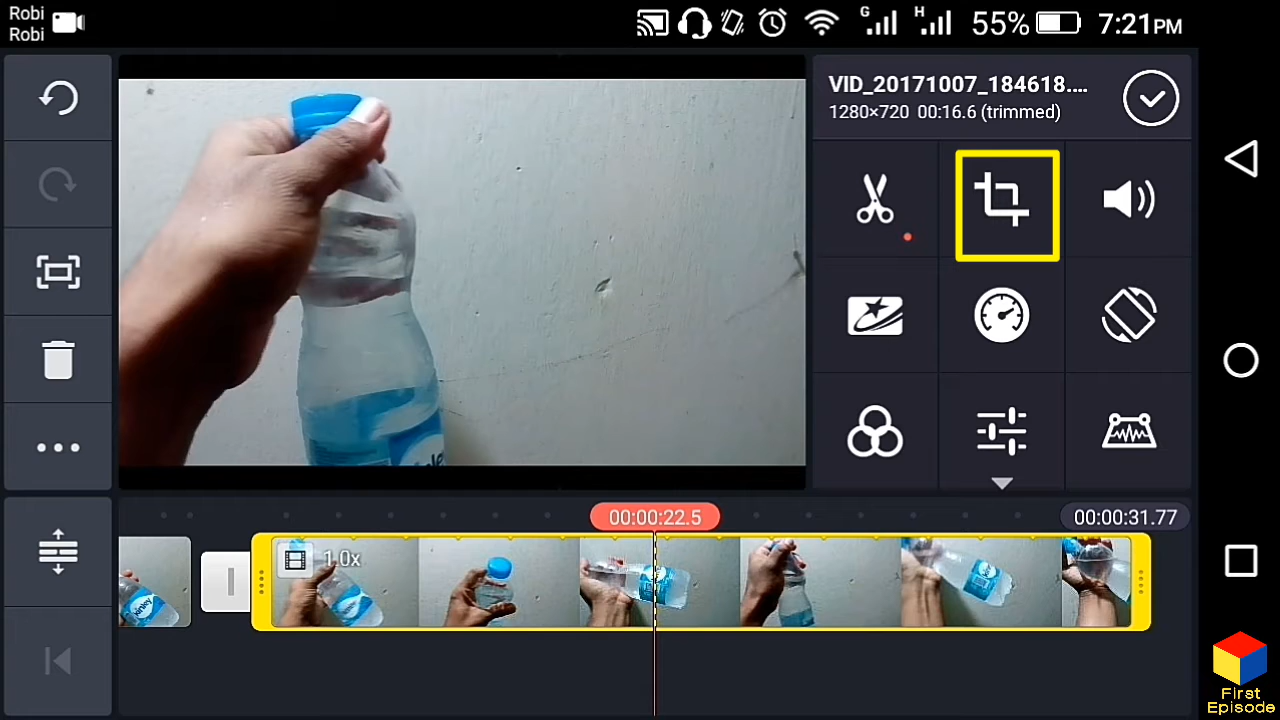 Robi
Robi
G
H
55%
7:21PM
VID_20171007_184618....
1280×720 00:16.6 (trimmed)
00:00:22.5
00:00:31.77
1.0x
First
Episode